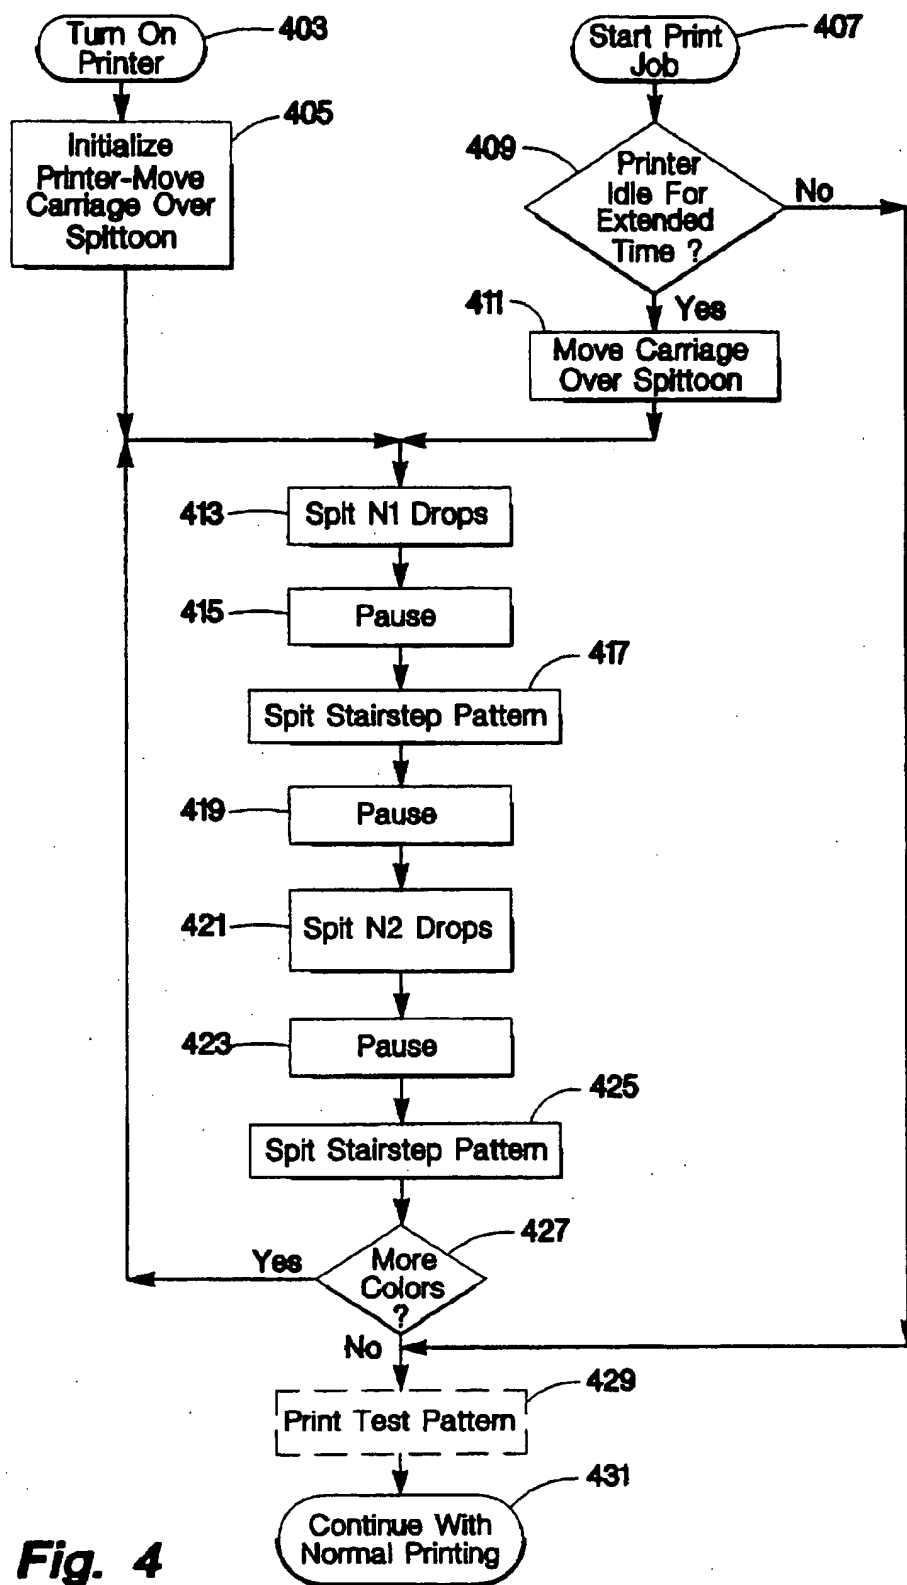 Turn On
Printer
403
Start Print
Job
407
Initialize
Printer-Move
Carriage Over
Spittoon
405
409
Printer
Idle For
Extended
Time ?
No
411
Yes
Move Carriage
Over Spittoon
413
Spit N1 Drops
415
Pause
417
Spit Stairstep Pattern
419
Pause
421
Spit N2 Drops
423
Pause
425
Spit Stairstep Pattern
427
More
Colors
?
Yes
No
429
Print Test Pattern
431
Continue With
Normal Printing
Fig. 4